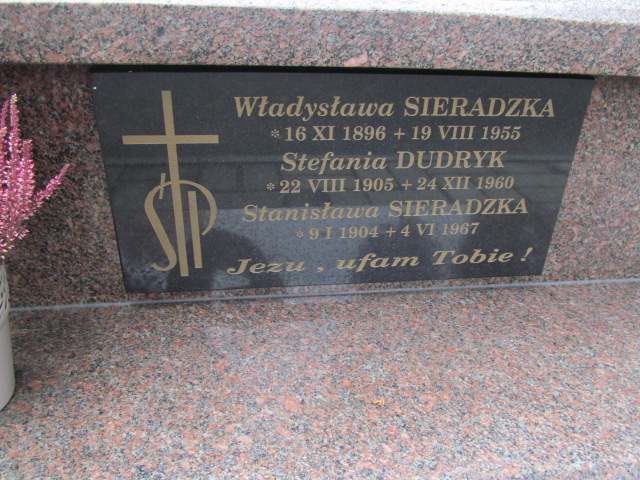 Władysława SIERADZKA
* 16 XI 1896 + 19 VIII 1955
Stefania DUDRYK
* 22 VIII 1905 + 24 XII 1960
Stanisława SIERADZKA
* 9 I 1904 + 4 VI 1967
ŚP
Jezu , ufam Tobie !